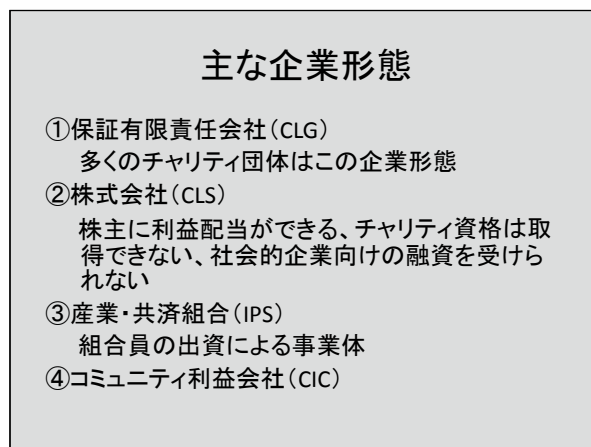 主な企業形態
①保証有限責任会社(CLG)
多くのチャリティ団体はこの企業形態
②株式会社(CLS)
株主に利益配当ができる、チャリティ資格は取
得できない、社会的企業向けの融資を受けら
れない
③産業・共済組合(IPS)
組合員の出資による事業体
④コミュニティ利益会社(CIC)